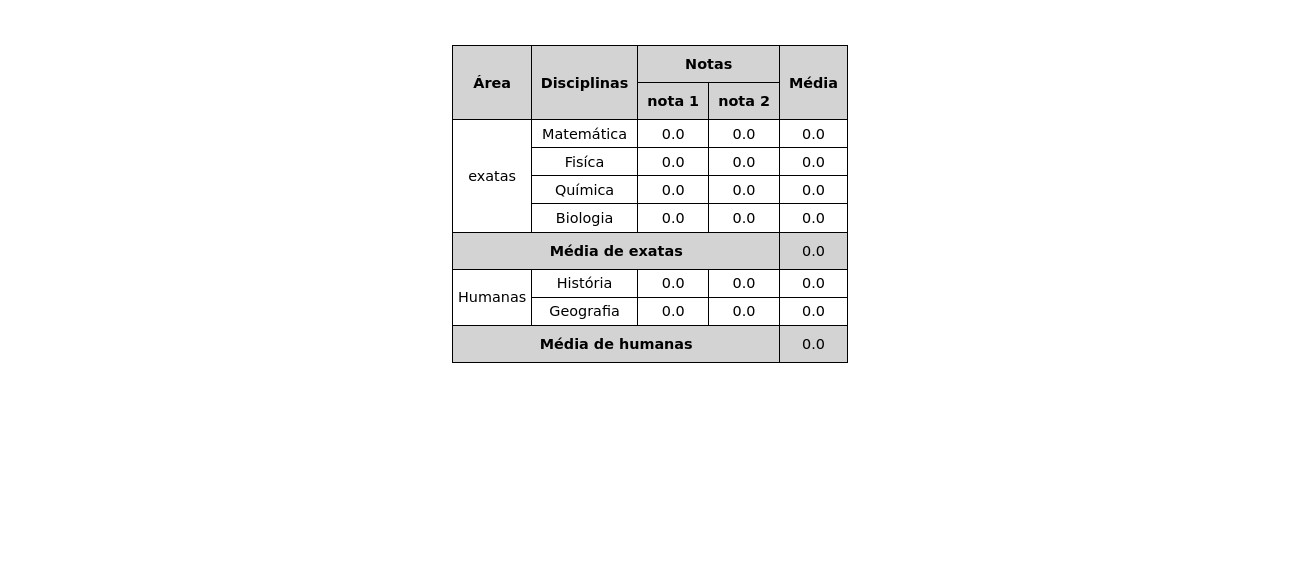 Área Disciplinas Notas Média
nota 1 nota 2
exatas Matemática 0.0 0.0 0.0
Fisíca 0.0 0.0 0.0
Química 0.0 0.0 0.0
Biologia 0.0 0.0 0.0
Média de exatas 0.0
Humanas História 0.0 0.0 0.0
Geografia 0.0 0.0 0.0
Média de humanas 0.0